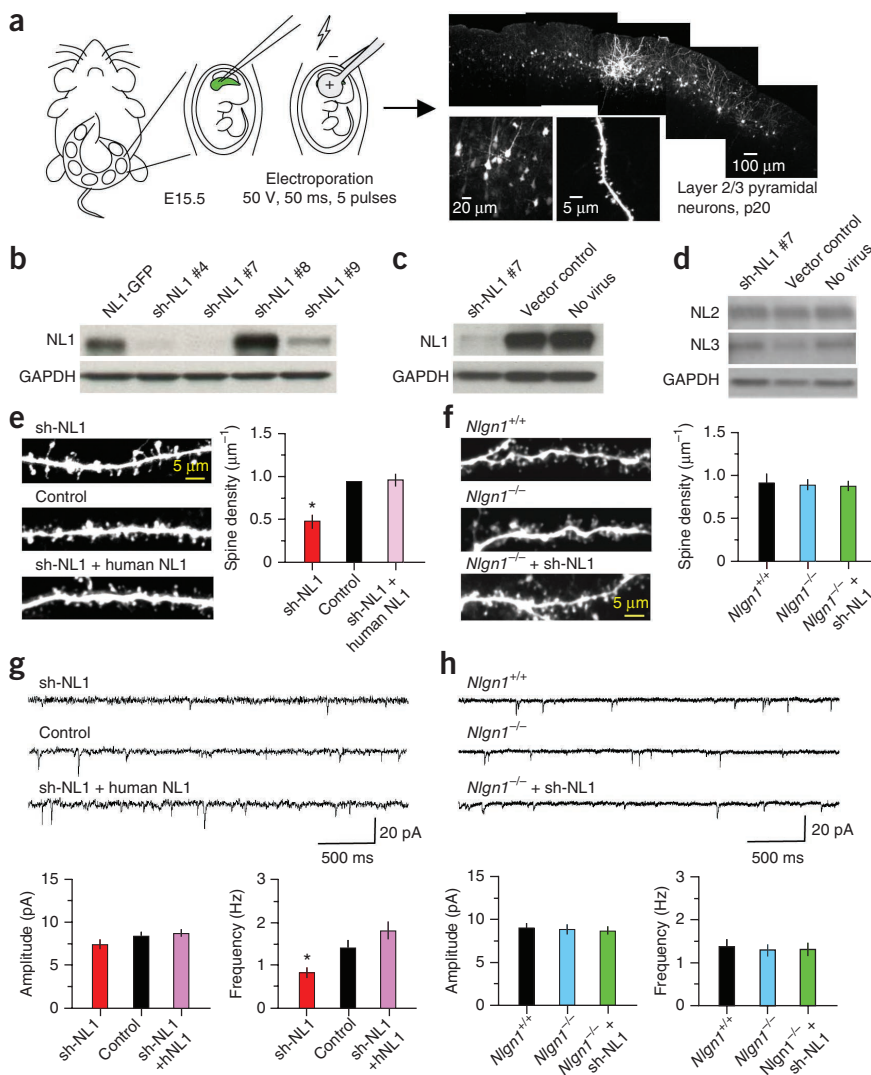 a
E15.5
Electroporation
50 V, 50 ms, 5 pulses
−
+
20 μm
5 μm
100 μm
Layer 2/3 pyramidal
neurons, p20
b
NL1-GFP
sh-NL1 #4
sh-NL1 #7
sh-NL1 #8
sh-NL1 #9
NL1
GAPDH
c
sh-NL1 #7
Vector control
No virus
NL1
GAPDH
d
sh-NL1 #7
Vector control
No virus
NL2
NL3
GAPDH
e
sh-NL1
5 μm
Control
sh-NL1 + human NL1
Spine density (μm⁻¹)
1.5
1.0
0.5
0
*
sh-NL1
Control
sh-NL1 +
human NL1
f
Nlgn1+/+
Nlgn1−/−
Nlgn1−/− + sh-NL1
5 μm
Spine density (μm⁻¹)
1.5
1.0
0.5
0
Nlgn1+/+
Nlgn1−/−
Nlgn1−/− +
sh-NL1
g
sh-NL1
Control
sh-NL1 + human NL1
20 pA
500 ms
Amplitude (pA)
15
10
5
0
sh-NL1
Control
sh-NL1
+hNL1
Frequency (Hz)
3
2
1
0
*
sh-NL1
Control
sh-NL1
+hNL1
h
Nlgn1+/+
Nlgn1−/−
Nlgn1−/− + sh-NL1
20 pA
500 ms
Amplitude (pA)
15
10
5
0
Nlgn1+/+
Nlgn1−/−
Nlgn1−/− +
sh-NL1
Frequency (Hz)
3
2
1
0
Nlgn1+/+
Nlgn1−/−
Nlgn1−/− +
sh-NL1